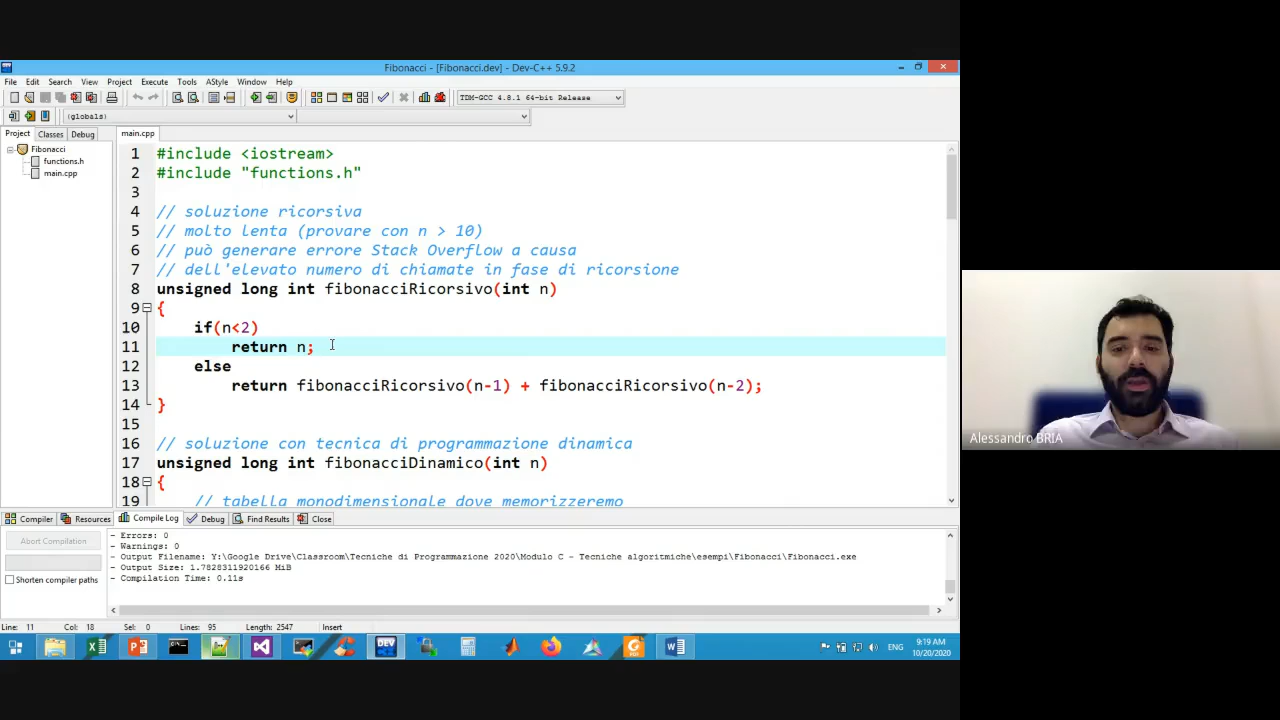 Fibonacci - [Fibonacci.dev] - Dev-C++ 5.9.2
File Edit Search View Project Execute Tools AStyle Window Help
TDM-GCC 4.8.1 64-bit Release
(globals)
Project Classes Debug
main.cpp
Fibonacci
functions.h
main.cpp
1 #include <iostream>
2 #include "functions.h"
3
4 // soluzione ricorsiva
5 // molto lenta (provare con n > 10)
6 // può generare errore Stack Overflow a causa
7 // dell'elevato numero di chiamate in fase di ricorsione
8 unsigned long int fibonacciRicorsivo(int n)
9 {
10 if(n<2)
11 return n;
12 else
13 return fibonacciRicorsivo(n-1) + fibonacciRicorsivo(n-2);
14 }
15
16 // soluzione con tecnica di programmazione dinamica
17 unsigned long int fibonacciDinamico(int n)
18 {
19 // tabella monodimensionale dove memorizzeremo
Alessandro BRIA
Compiler Resources Compile Log Debug Find Results Close
Abort Compilation
Shorten compiler paths
- Errors: 0
- Warnings: 0
- Output Filename: Y:\Google Drive\Classroom\Tecniche di Programmazione 2020\Modulo C - Tecniche algoritmiche\esempi\Fibonacci\Fibonacci.exe
- Output Size: 1.7828311920166 MiB
- Compilation Time: 0.11s
Line: 11 Col: 18 Sel: 0 Lines: 95 Length: 2547 Insert
DEV
ENG
9:19 AM
10/20/2020